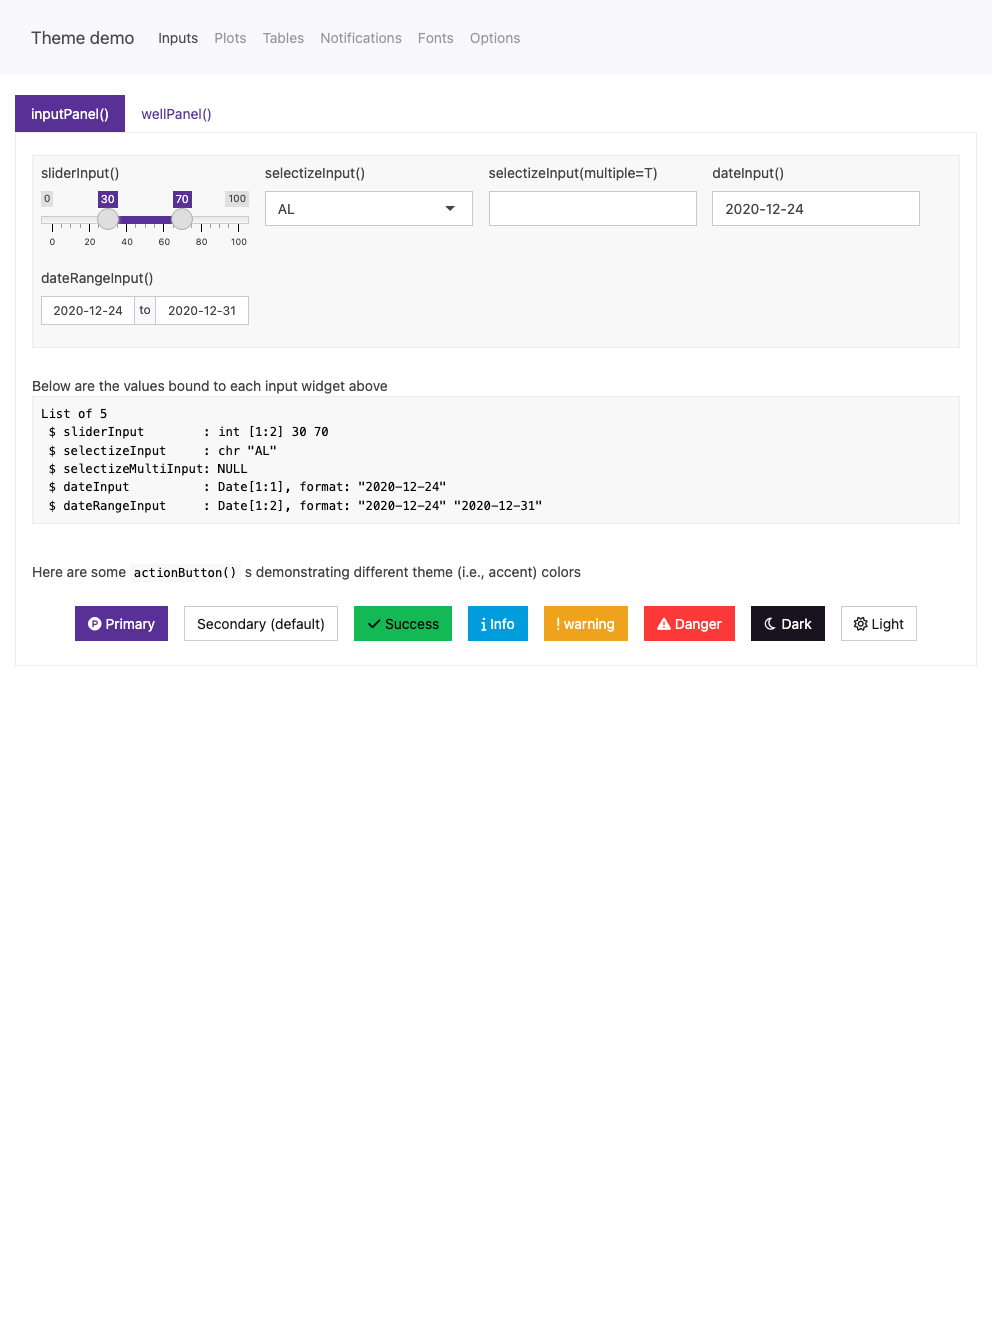 Theme demo Inputs Plots Tables Notifications Fonts Options
inputPanel() wellPanel()
sliderInput() selectizeInput() selectizeInput(multiple=T) dateInput()
0 30 70 100
AL 2020-12-24
0 20 40 60 80 100
dateRangeInput()
2020-12-24 to 2020-12-31
Below are the values bound to each input widget above
List of 5
$ sliderInput : int [1:2] 30 70
$ selectizeInput : chr "AL"
$ selectizeMultiInput: NULL
$ dateInput : Date[1:1], format: "2020-12-24"
$ dateRangeInput : Date[1:2], format: "2020-12-24" "2020-12-31"
Here are some actionButton() s demonstrating different theme (i.e., accent) colors
Primary Secondary (default) Success Info warning Danger Dark Light